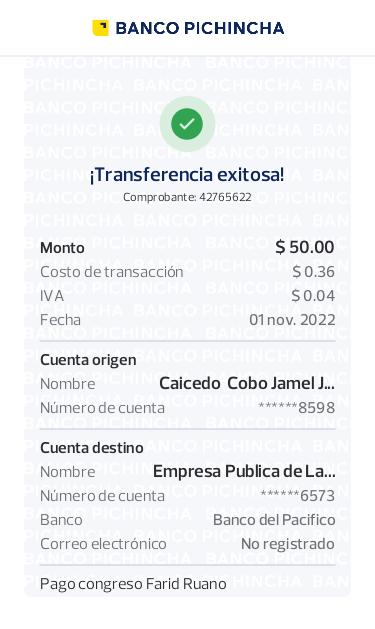 BANCO PICHINCHA
¡Transferencia exitosa!
Comprobante: 42765622
Monto $ 50.00
Costo de transacción $ 0.36
IVA $ 0.04
Fecha 01 nov. 2022
Cuenta origen
Nombre Caicedo Cobo Jamel J...
Número de cuenta ******8598
Cuenta destino
Nombre Empresa Publica de La...
Número de cuenta ******6573
Banco Banco del Pacifico
Correo electrónico No registrado
Pago congreso Farid Ruano